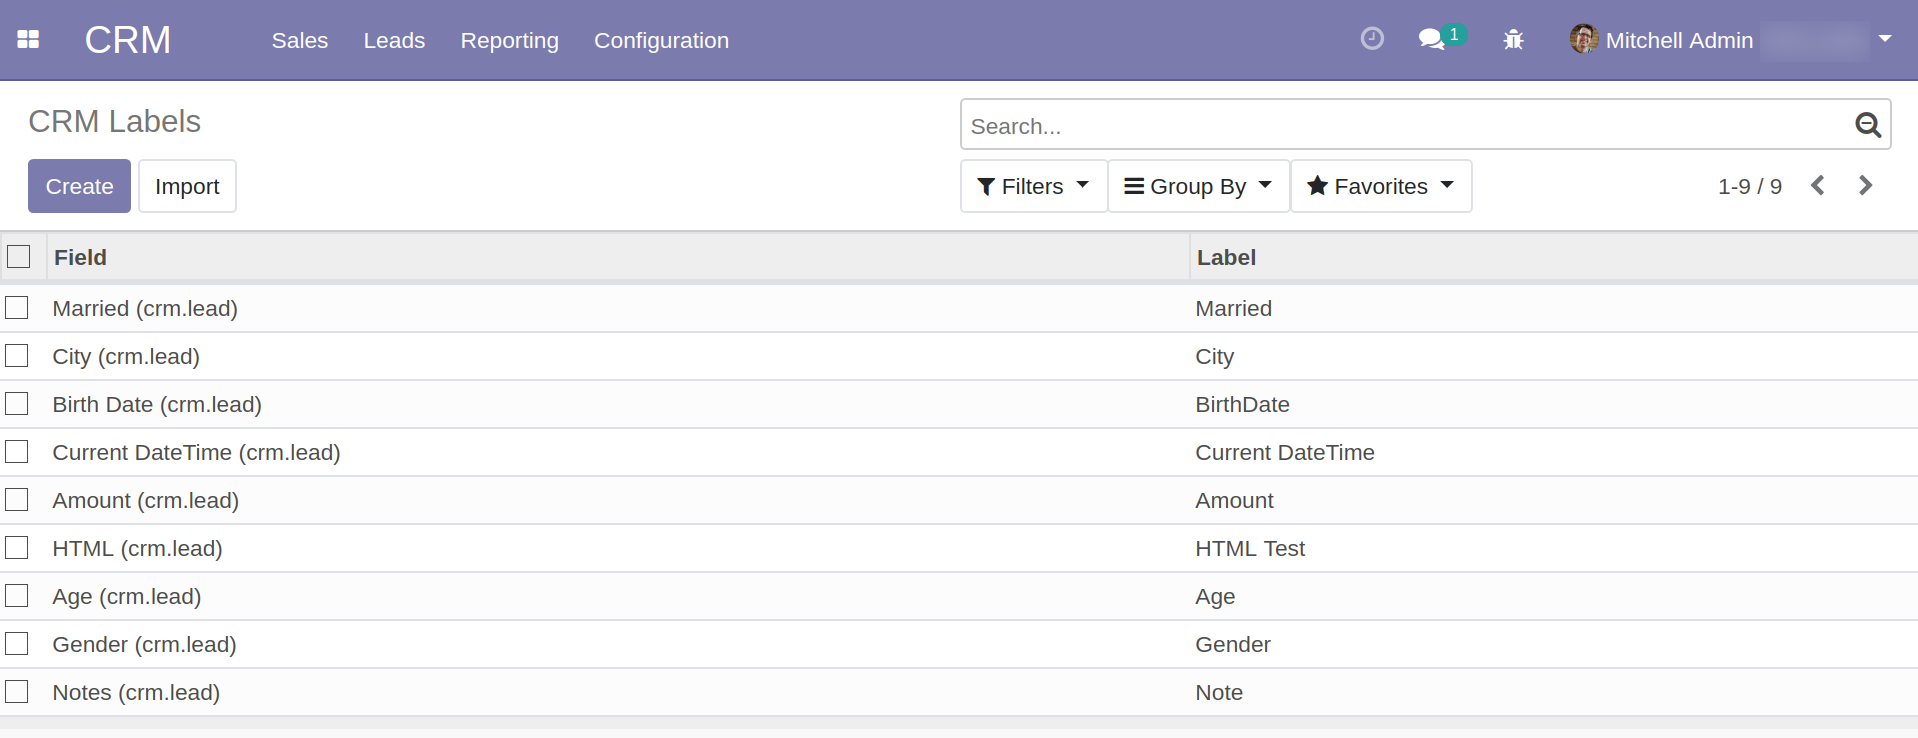 CRM Sales Leads Reporting Configuration 1 Mitchell Admin
CRM Labels
Search...
Create Import Filters Group By Favorites 1-9 / 9
Field Label
Married (crm.lead) Married
City (crm.lead) City
Birth Date (crm.lead) BirthDate
Current DateTime (crm.lead) Current DateTime
Amount (crm.lead) Amount
HTML (crm.lead) HTML Test
Age (crm.lead) Age
Gender (crm.lead) Gender
Notes (crm.lead) Note